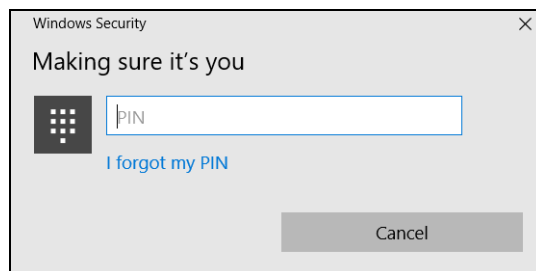 Windows Security
Making sure it's you
PIN
I forgot my PIN
Cancel